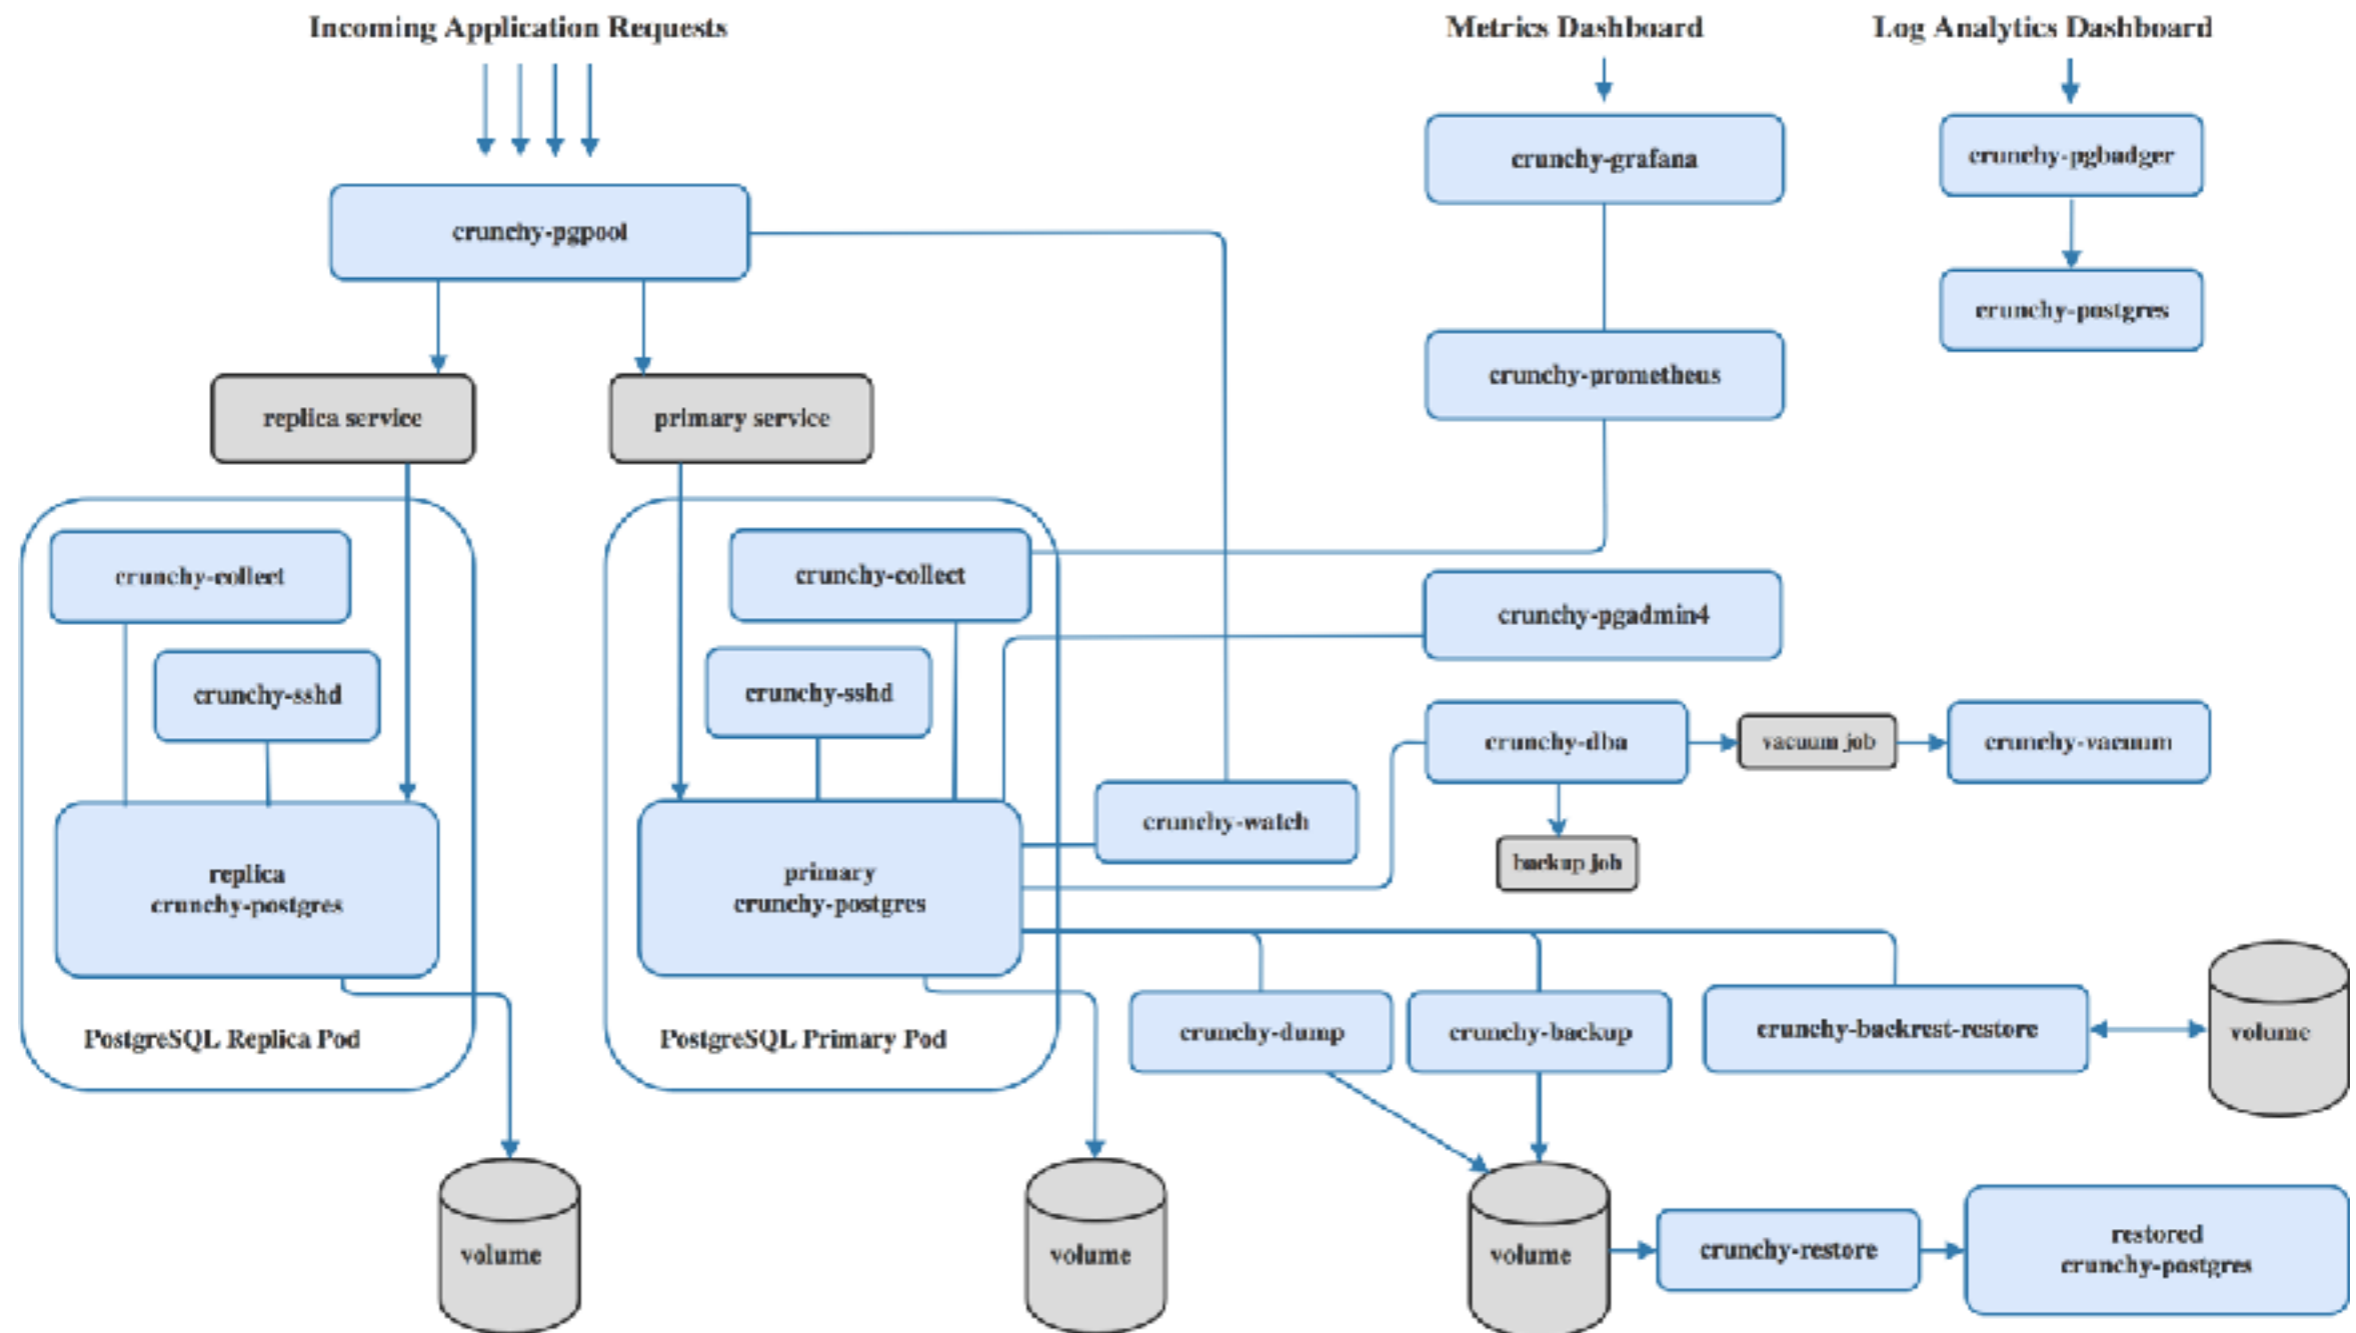 Incoming Application Requests
Metrics Dashboard
Log Analytics Dashboard
crunchy-grafana
crunchy-pgbadger
crunchy-pgpool
crunchy-postgres
crunchy-prometheus
replica service
primary service
crunchy-collect
crunchy-collect
crunchy-pgadmin4
crunchy-sshd
crunchy-sshd
crunchy-dba
vacuum job
crunchy-vacuum
crunchy-watch
backup job
replica
crunchy-postgres
primary
crunchy-postgres
PostgreSQL Replica Pod
PostgreSQL Primary Pod
crunchy-dump
crunchy-backup
crunchy-backrest-restore
volume
volume
volume
volume
crunchy-restore
restored
crunchy-postgres